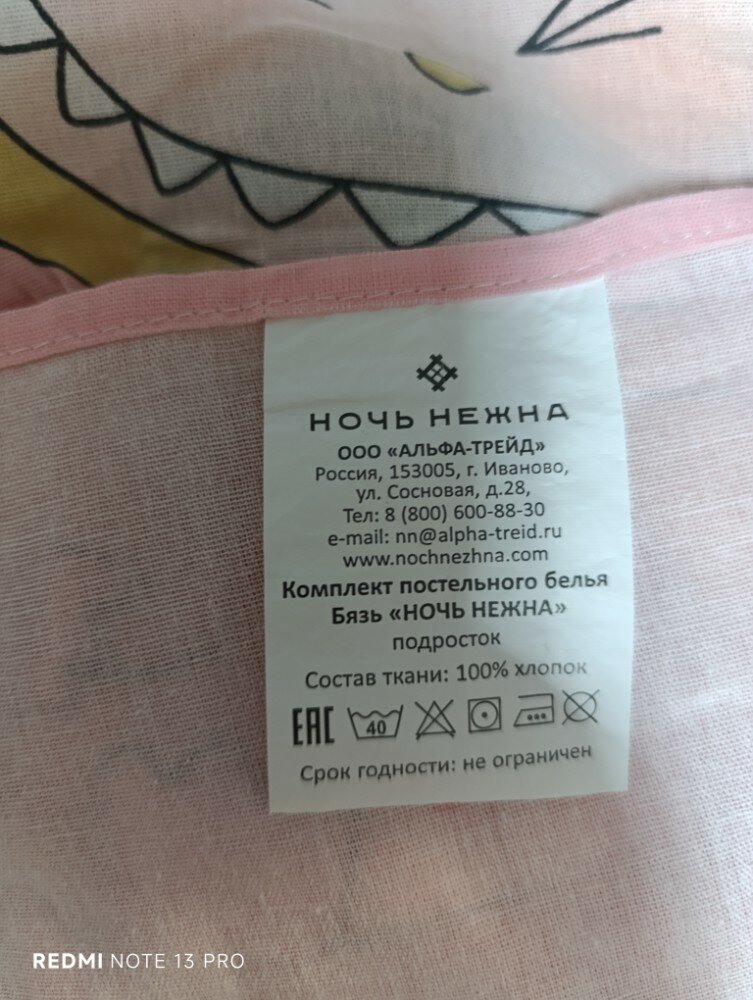 НОЧЬ НЕЖНА
ООО «АЛЬФА-ТРЕЙД»
Россия, 153005, г. Иваново,
ул. Сосновая, д.28,
Тел: 8 (800) 600-88-30
e-mail: nn@alpha-treid.ru
www.nochnezhna.com
Комплект постельного белья
Бязь «НОЧЬ НЕЖНА»
подросток
Состав ткани: 100% хлопок
EAC 40
Срок годности: не ограничен
REDMI NOTE 13 PRO